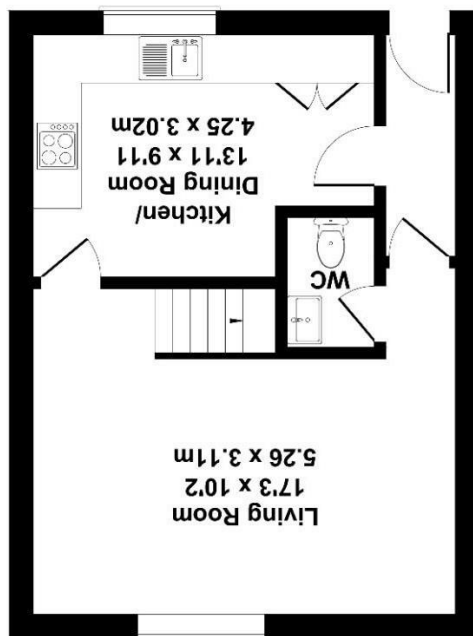 Living Room
17'3 x 10'2
5.26 x 3.11m
WC
Kitchen/
Dining Room
13'11 x 9'11
4.25 x 3.02m